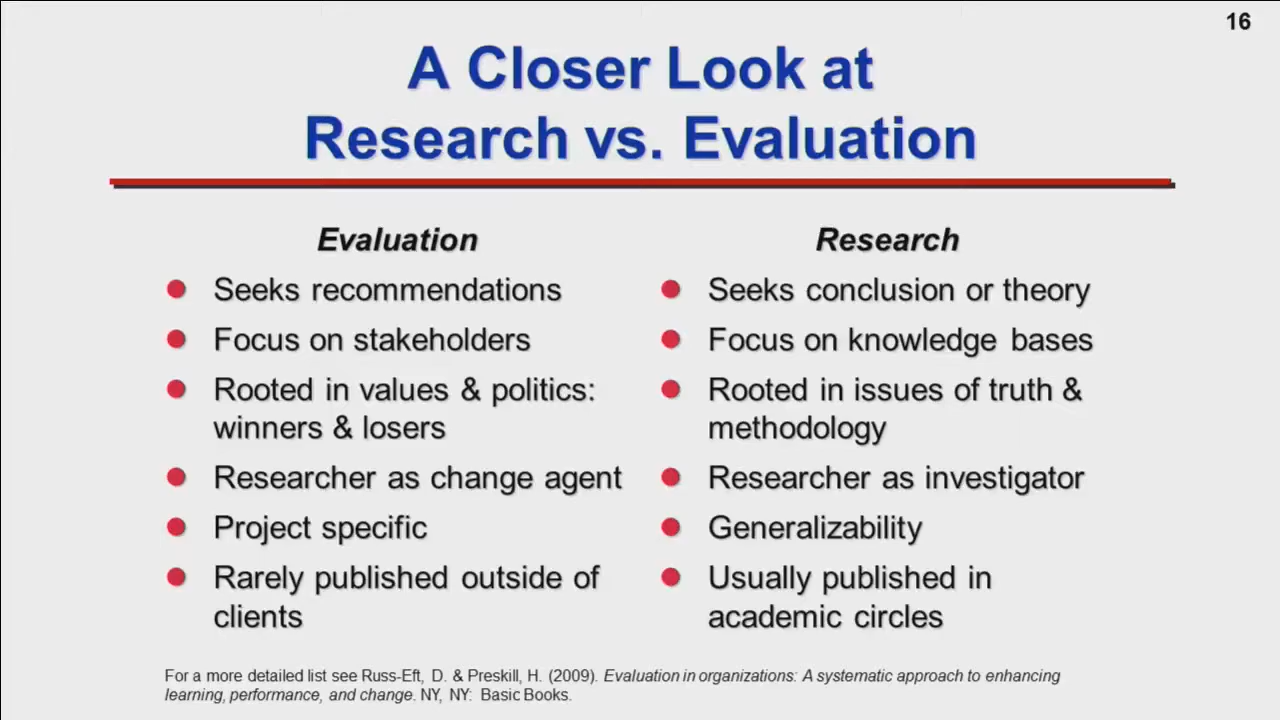 16
A Closer Look at
Research vs. Evaluation
Evaluation
Seeks recommendations
Focus on stakeholders
Rooted in values & politics:
winners & losers
Researcher as change agent
Project specific
Rarely published outside of
clients
Research
Seeks conclusion or theory
Focus on knowledge bases
Rooted in issues of truth &
methodology
Researcher as investigator
Generalizability
Usually published in
academic circles
For a more detailed list see Russ-Eft, D. & Preskill, H. (2009). Evaluation in organizations: A systematic approach to enhancing
learning, performance, and change. NY, NY: Basic Books.